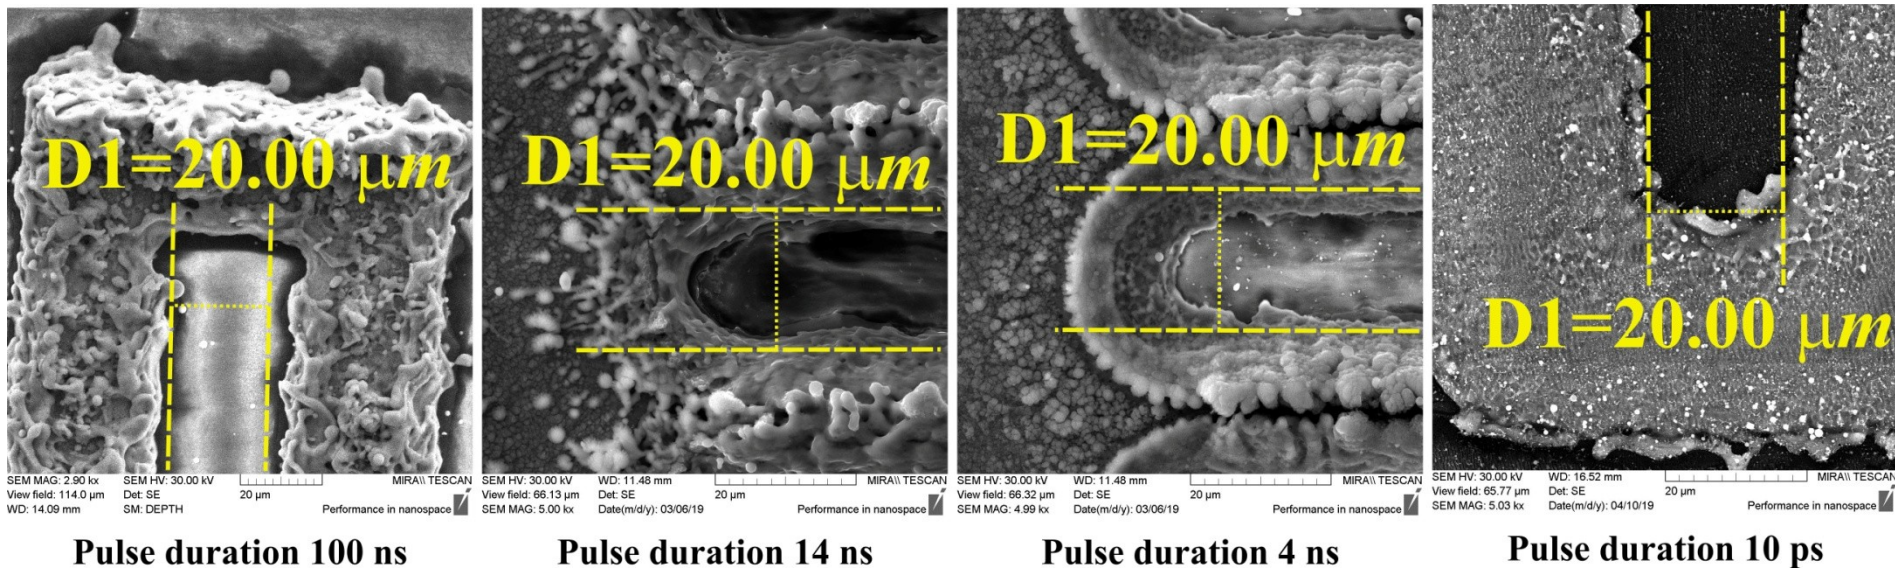 D1=20.00 μm
SEM MAG: 2.90 kx
SEM HV: 30.00 kV
View field: 114.0 µm
Det: SE
20 µm
MIRA\\ TESCAN
WD: 14.09 mm
SM: DEPTH
Performance in nanospace
Pulse duration 100 ns
D1=20.00 μm
SEM HV: 30.00 kV
WD: 11.48 mm
MIRA\\ TESCAN
View field: 66.13 µm
Det: SE
20 µm
SEM MAG: 5.00 kx
Date(m/d/y): 03/06/19
Performance in nanospace
Pulse duration 14 ns
D1=20.00 μm
SEM HV: 30.00 kV
WD: 11.48 mm
MIRA\\ TESCAN
View field: 66.32 µm
Det: SE
20 µm
SEM MAG: 4.99 kx
Date(m/d/y): 03/06/19
Performance in nanospace
Pulse duration 4 ns
D1=20.00 μm
SEM HV: 30.00 kV
WD: 16.52 mm
MIRA\\ TESCAN
View field: 65.77 µm
Det: SE
20 µm
SEM MAG: 5.03 kx
Date(m/d/y): 04/10/19
Performance in nanospace
Pulse duration 10 ps